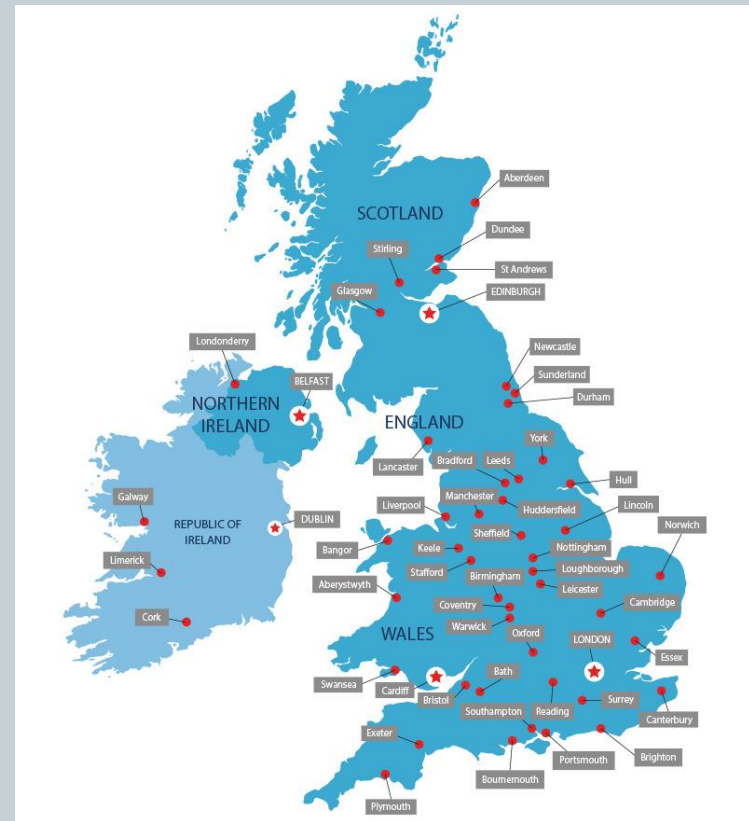 Aberdeen
SCOTLAND
Dundee
Stirling
St Andrews
Glasgow
EDINBURGH
Londonderry
Newcastle
Sunderland
BELFAST
Durham
NORTHERN
IRELAND
ENGLAND
York
Lancaster
Bradford
Leeds
Hull
Galway
Liverpool
Manchester
Huddersfield
Lincoln
REPUBLIC OF
IRELAND
DUBLIN
Sheffield
Norwich
Bangor
Keele
Nottingham
Limerick
Stafford
Loughborough
Aberystwyth
Birmingham
Leicester
Cork
Coventry
Cambridge
WALES
Warwick
Oxford
LONDON
Essex
Swansea
Cardiff
Bath
Bristol
Southampton
Reading
Surrey
Canterbury
Exeter
Portsmouth
Brighton
Bournemouth
Plymouth